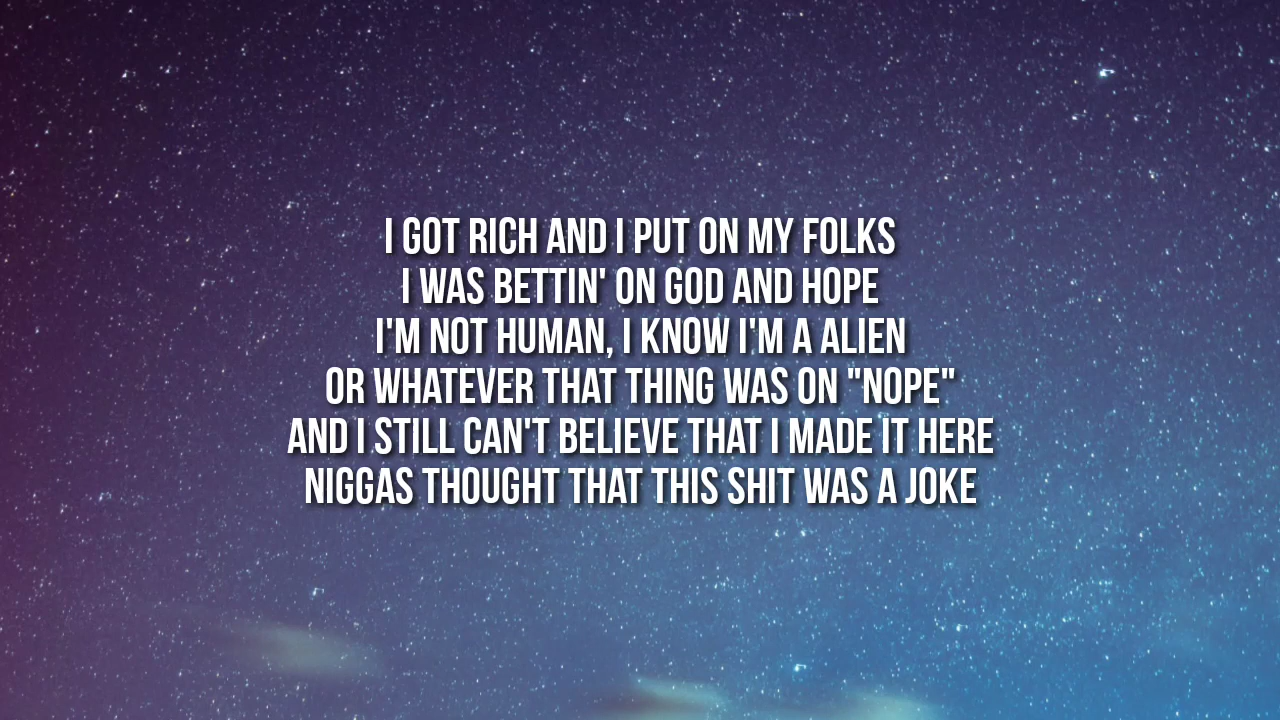 I GOT RICH AND I PUT ON MY FOLKS
I WAS BETTIN' ON GOD AND HOPE
I'M NOT HUMAN, I KNOW I'M A ALIEN
OR WHATEVER THAT THING WAS ON "NOPE"
AND I STILL CAN'T BELIEVE THAT I MADE IT HERE
NIGGAS THOUGHT THAT THIS SHIT WAS A JOKE